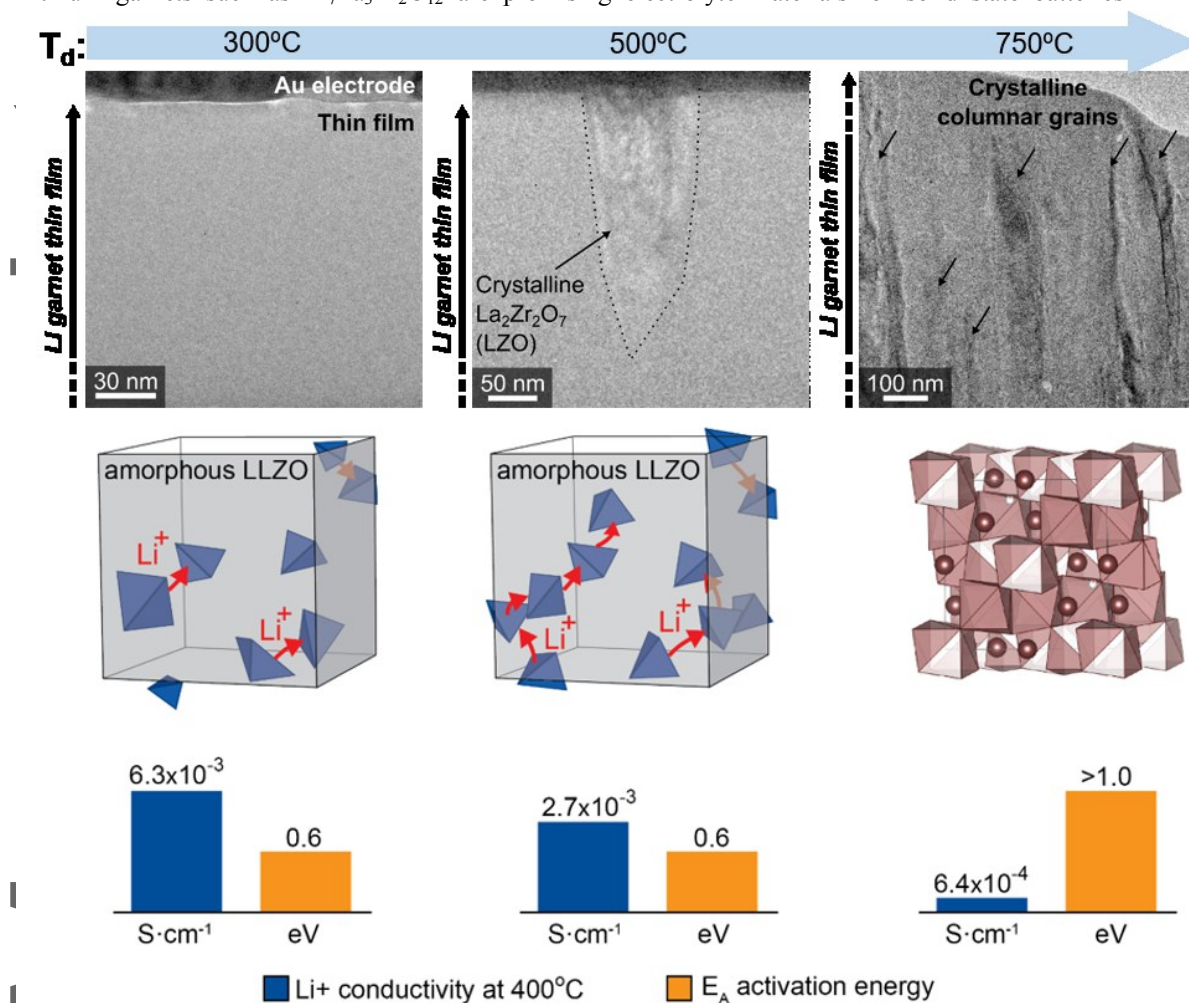 T_d: 300ºC 500ºC 750ºC
Au electrode
Thin film
Li garnet thin film
30 nm
Crystalline
La₂Zr₂O₇
(LZO)
Li garnet thin film
50 nm
Crystalline
columnar grains
Li garnet thin film
100 nm
amorphous LLZO
Li⁺
Li⁺
amorphous LLZO
Li⁺
Li⁺
6.3x10⁻³
0.6
S·cm⁻¹ eV
2.7x10⁻³
0.6
S·cm⁻¹ eV
6.4x10⁻⁴
>1.0
S·cm⁻¹ eV
Li+ conductivity at 400ºC
E_A activation energy